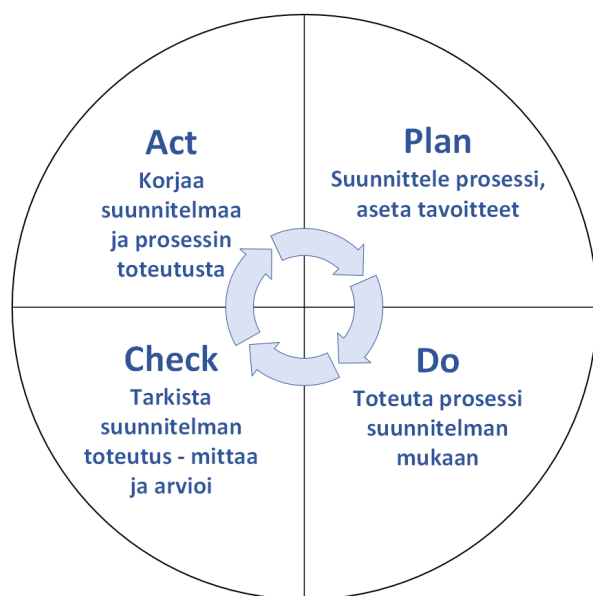 Act
Korjaa
suunnitelmaa
ja prosessin
toteutusta
Plan
Suunnittele prosessi,
aseta tavoitteet
Check
Tarkista
suunnitelman
toteutus - mittaa
ja arvioi
Do
Toteuta prosessi
suunnitelman
mukaan